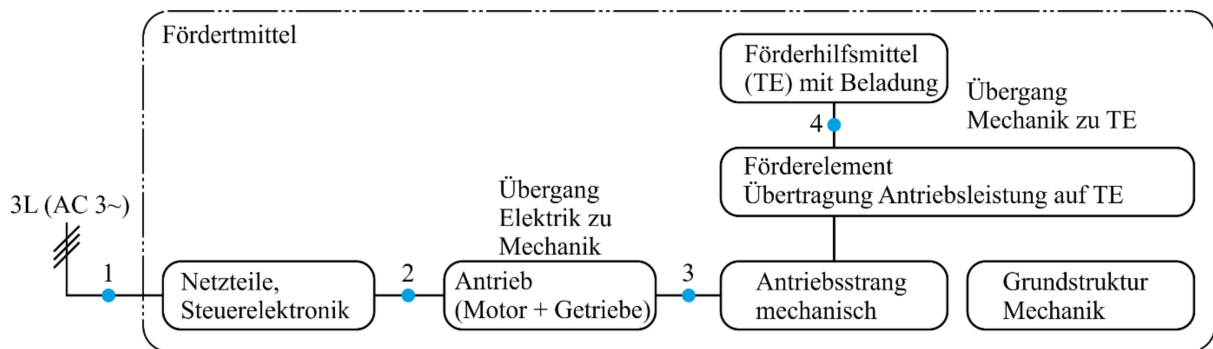 Fördertmittel
Förderhilfsmittel
(TE) mit Beladung
Übergang
Mechanik zu TE
4
Förderelement
Übertragung Antriebsleistung auf TE
Übergang
Elektrik zu
Mechanik
3L (AC 3~)
1
Netzteile,
Steuerelektronik
2
Antrieb
(Motor + Getriebe)
3
Antriebsstrang
mechanisch
Grundstruktur
Mechanik